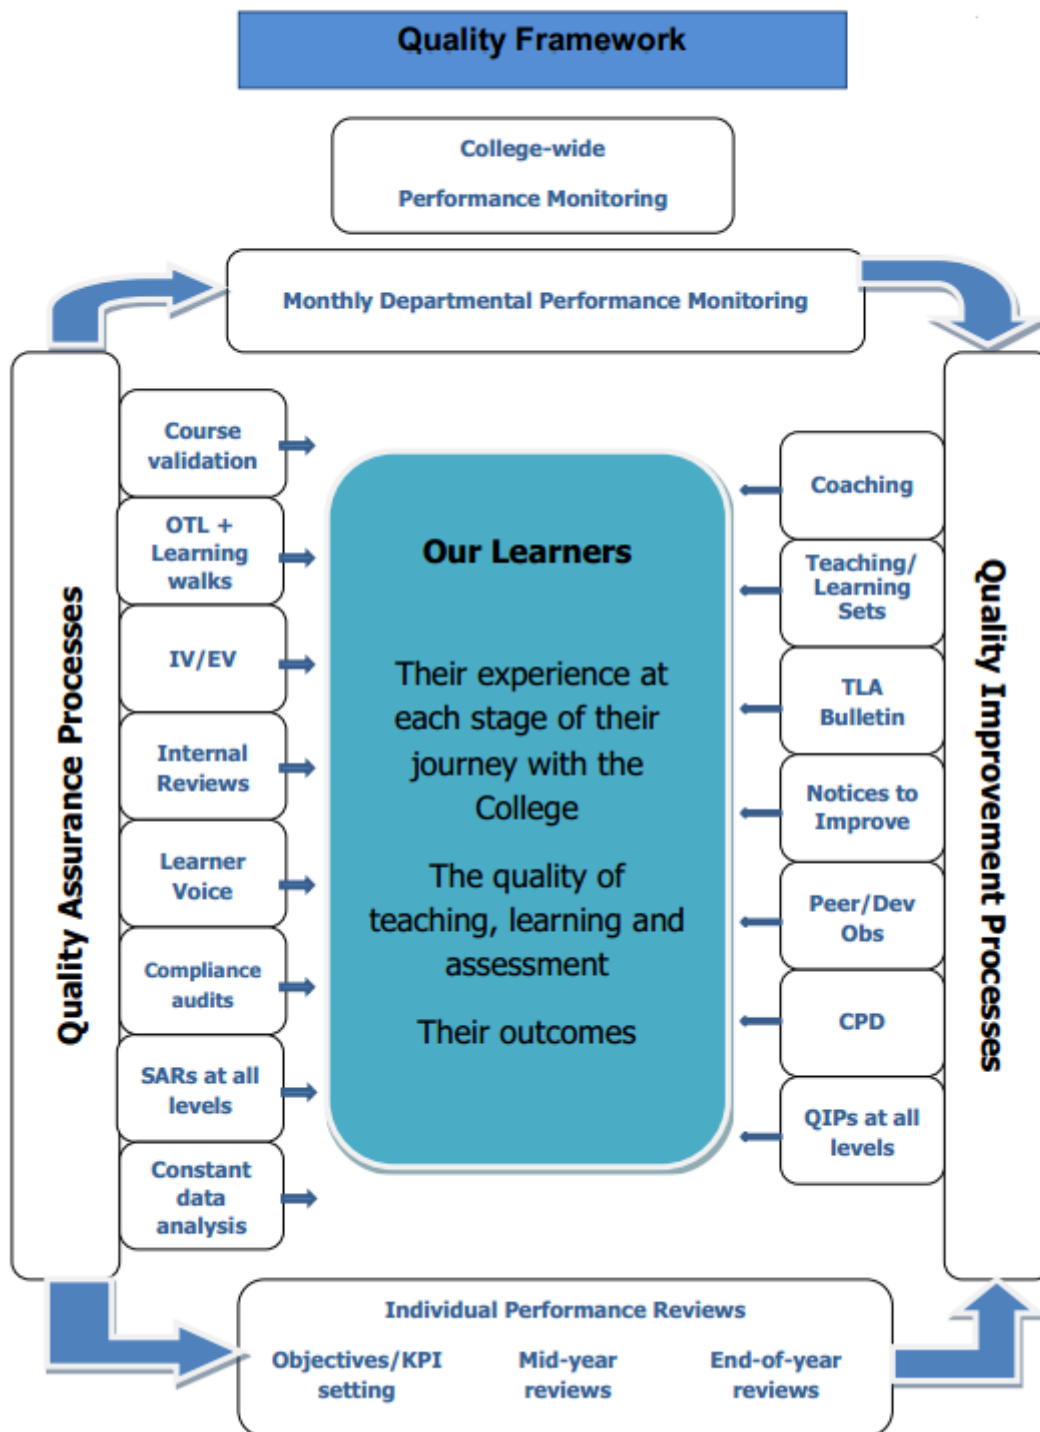 Quality Framework
College-wide
Performance Monitoring
Monthly Departmental Performance Monitoring
Quality Assurance Processes
Course
validation
OTL +
Learning
walks
IV/EV
Internal
Reviews
Learner
Voice
Compliance
audits
SARs at all
levels
Constant
data
analysis
Our Learners
Their experience at
each stage of their
journey with the
College
The quality of
teaching, learning and
assessment
Their outcomes
Coaching
Teaching/
Learning
Sets
TLA
Bulletin
Notices to
Improve
Peer/Dev
Obs
CPD
QIPs at all
levels
Quality Improvement Processes
Individual Performance Reviews
Objectives/KPI
setting
Mid-year
reviews
End-of-year
reviews